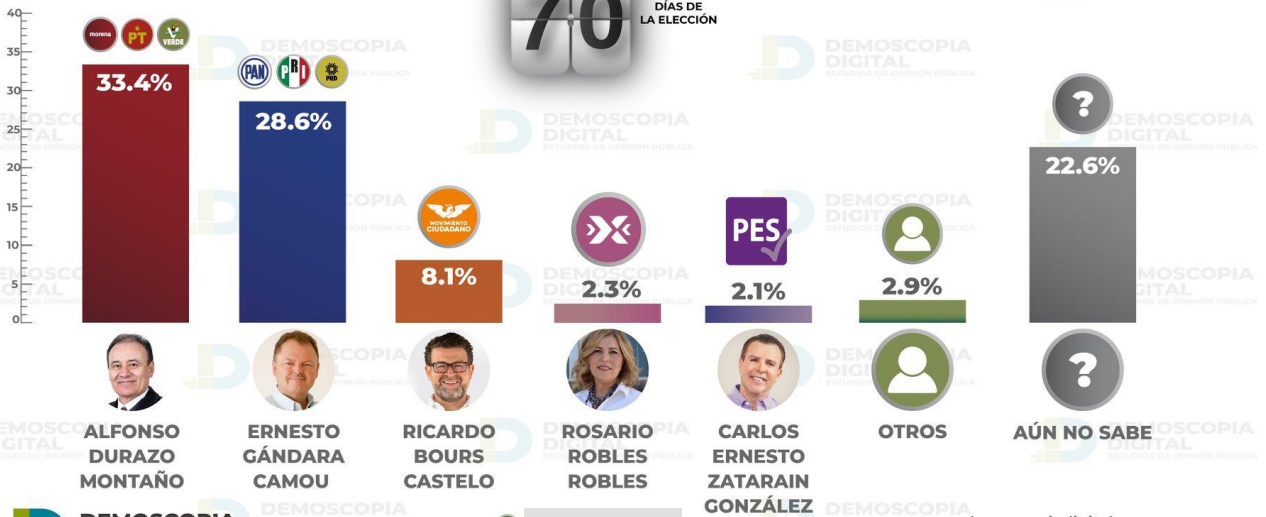 70
DÍAS DE
LA ELECCIÓN
40
35
30
25
20
15
10
5
0
morena
PT
VERDE
33.4%
PAN
PRI
PRD
28.6%
MOVIMIENTO
CIUDADANO
8.1%
2.3%
PES
2.1%
2.9%
?
22.6%
?
ALFONSO
DURAZO
MONTAÑO
ERNESTO
GÁNDARA
CAMOU
RICARDO
BOURS
CASTELO
ROSARIO
ROBLES
ROBLES
CARLOS
ERNESTO
ZATARAIN
GONZÁLEZ
OTROS
AÚN NO SABE
DEMOSCOPIA
DIGITAL
ESTUDIOS DE OPINIÓN PÚBLICA
DEMOSCOPIA